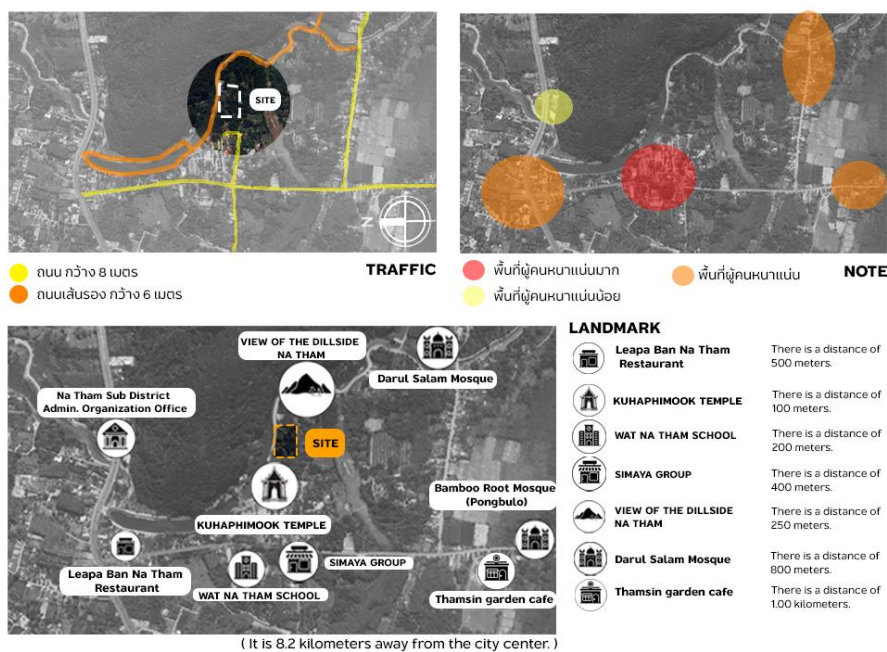 SITE
N
ถนน กว้าง 8 เมตร
ถนนเส้นรอง กว้าง 6 เมตร
TRAFFIC
พื้นที่ผู้คนหนาแน่นมาก
พื้นที่ผู้คนหนาแน่น
พื้นที่ผู้คนหนาแน่นน้อย
NOTE
VIEW OF THE DILLSIDE
NA THAM
Darul Salam Mosque
Na Tham Sub District
Admin. Organization Office
SITE
Bamboo Root Mosque
(Pongbulo)
KUHAPHIMOOK TEMPLE
SIMAYA GROUP
Leapa Ban Na Tham
Restaurant
WAT NA THAM SCHOOL
Thamsin garden cafe
( It is 8.2 kilometers away from the city center. )
LANDMARK
Leapa Ban Na Tham
Restaurant
There is a distance of
500 meters.
KUHAPHIMOOK TEMPLE
There is a distance of
100 meters.
WAT NA THAM SCHOOL
There is a distance of
200 meters.
SIMAYA GROUP
There is a distance of
400 meters.
VIEW OF THE DILLSIDE
NA THAM
There is a distance of
250 meters.
Darul Salam Mosque
There is a distance of
800 meters.
Thamsin garden cafe
There is a distance of
1.00 kilometers.